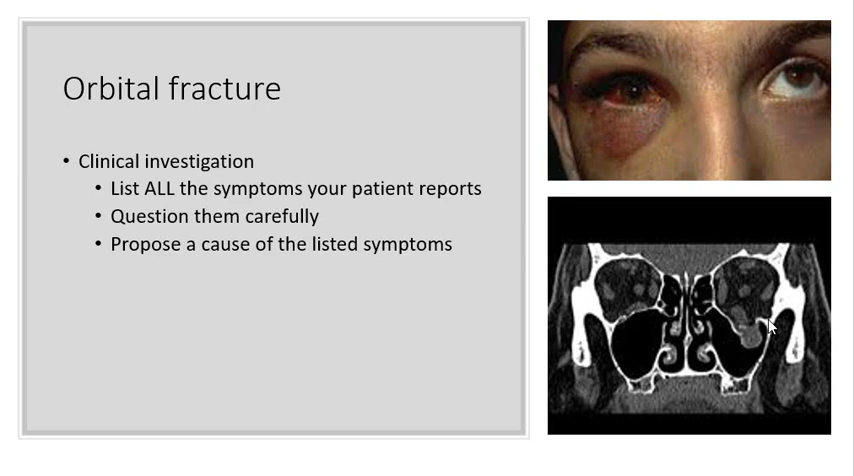 Orbital fracture
• Clinical investigation
• List ALL the symptoms your patient reports
• Question them carefully
• Propose a cause of the listed symptoms